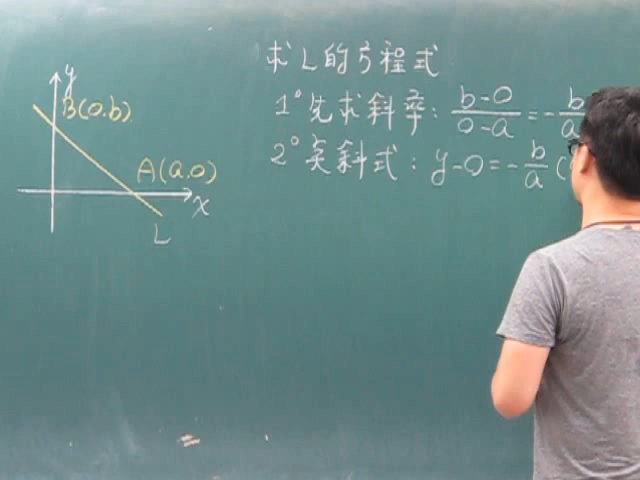 y
B(0.b)
A(a.0)
x
L
求L的方程式
1° 先求斜率: b-0/0-a = -b/a
2° 点斜式: y-0=-b/a (